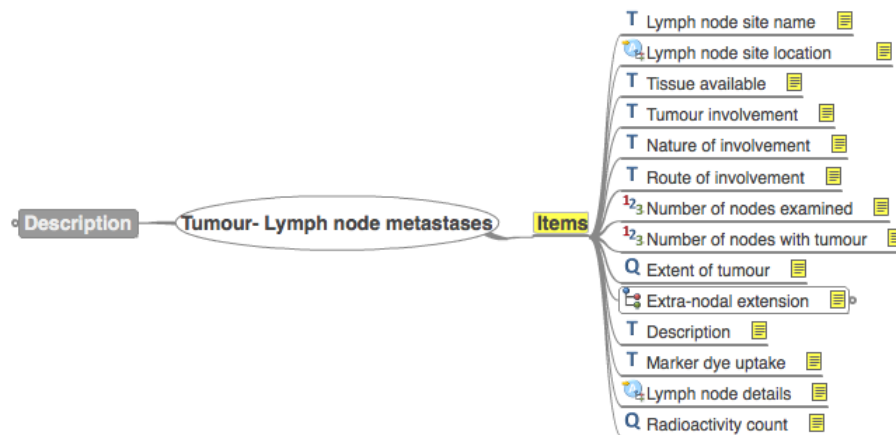 Description
Tumour- Lymph node metastases
Items
T Lymph node site name
Lymph node site location
T Tissue available
T Tumour involvement
T Nature of involvement
T Route of involvement
123 Number of nodes examined
123 Number of nodes with tumour
Q Extent of tumour
Extra-nodal extension
T Description
T Marker dye uptake
Lymph node details
Q Radioactivity count